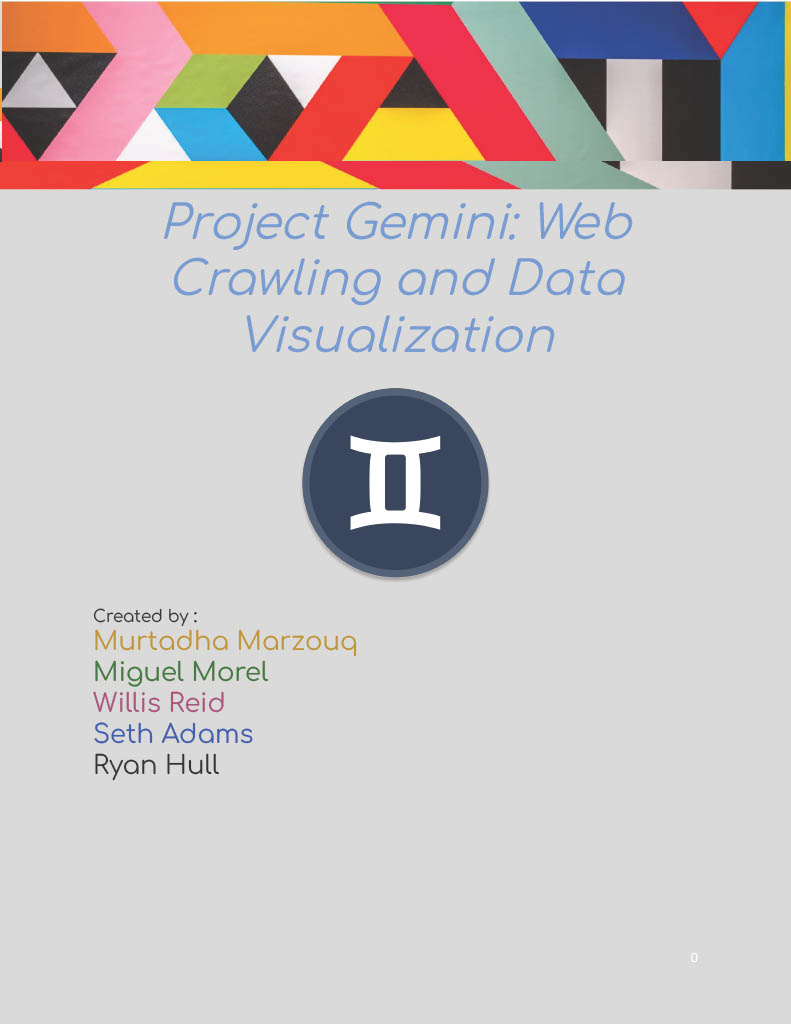 Project Gemini: Web
Crawling and Data
Visualization
Created by :
Murtadha Marzouq
Miguel Morel
Willis Reid
Seth Adams
Ryan Hull
0